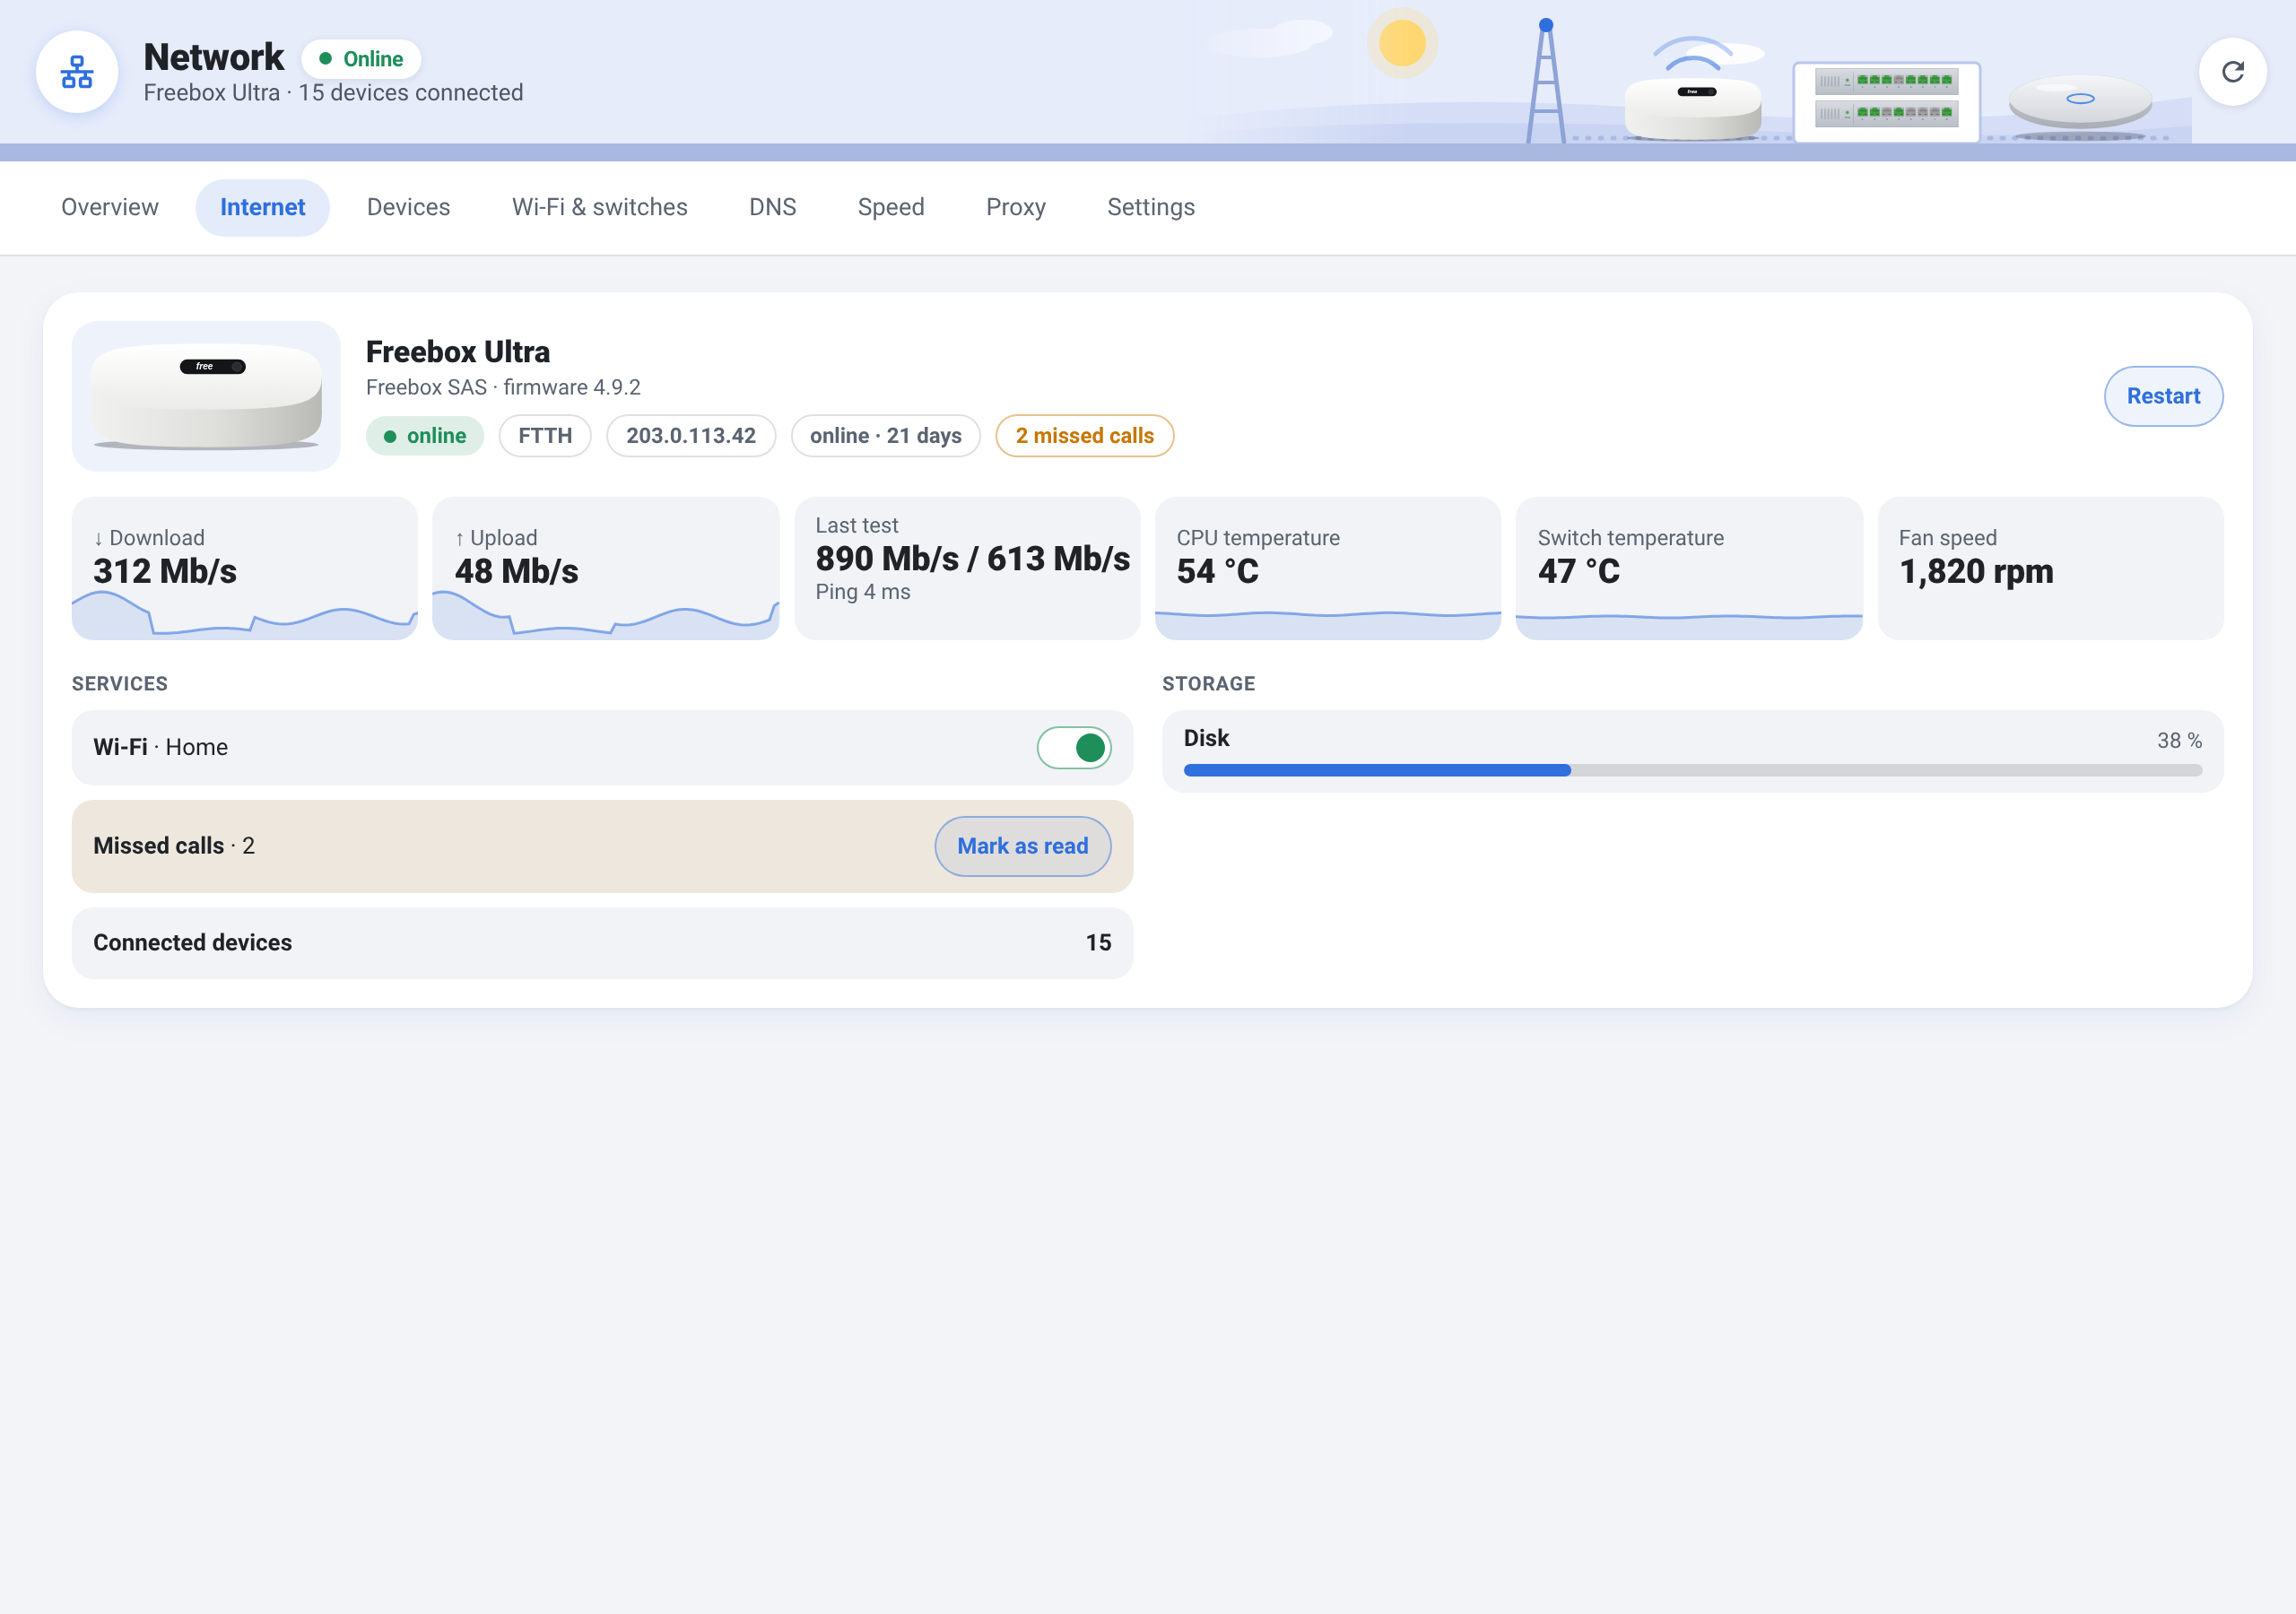 Network
Online
Freebox Ultra · 15 devices connected
free
Overview
Internet
Devices
Wi-Fi & switches
DNS
Speed
Proxy
Settings
free
Freebox Ultra
Freebox SAS · firmware 4.9.2
online
FTTH
203.0.113.42
online · 21 days
2 missed calls
Restart
↓ Download
312 Mb/s
↑ Upload
48 Mb/s
Last test
890 Mb/s / 613 Mb/s
Ping 4 ms
CPU temperature
54 °C
Switch temperature
47 °C
Fan speed
1,820 rpm
SERVICES
Wi-Fi · Home
Missed calls · 2
Mark as read
Connected devices
15
STORAGE
Disk
38 %